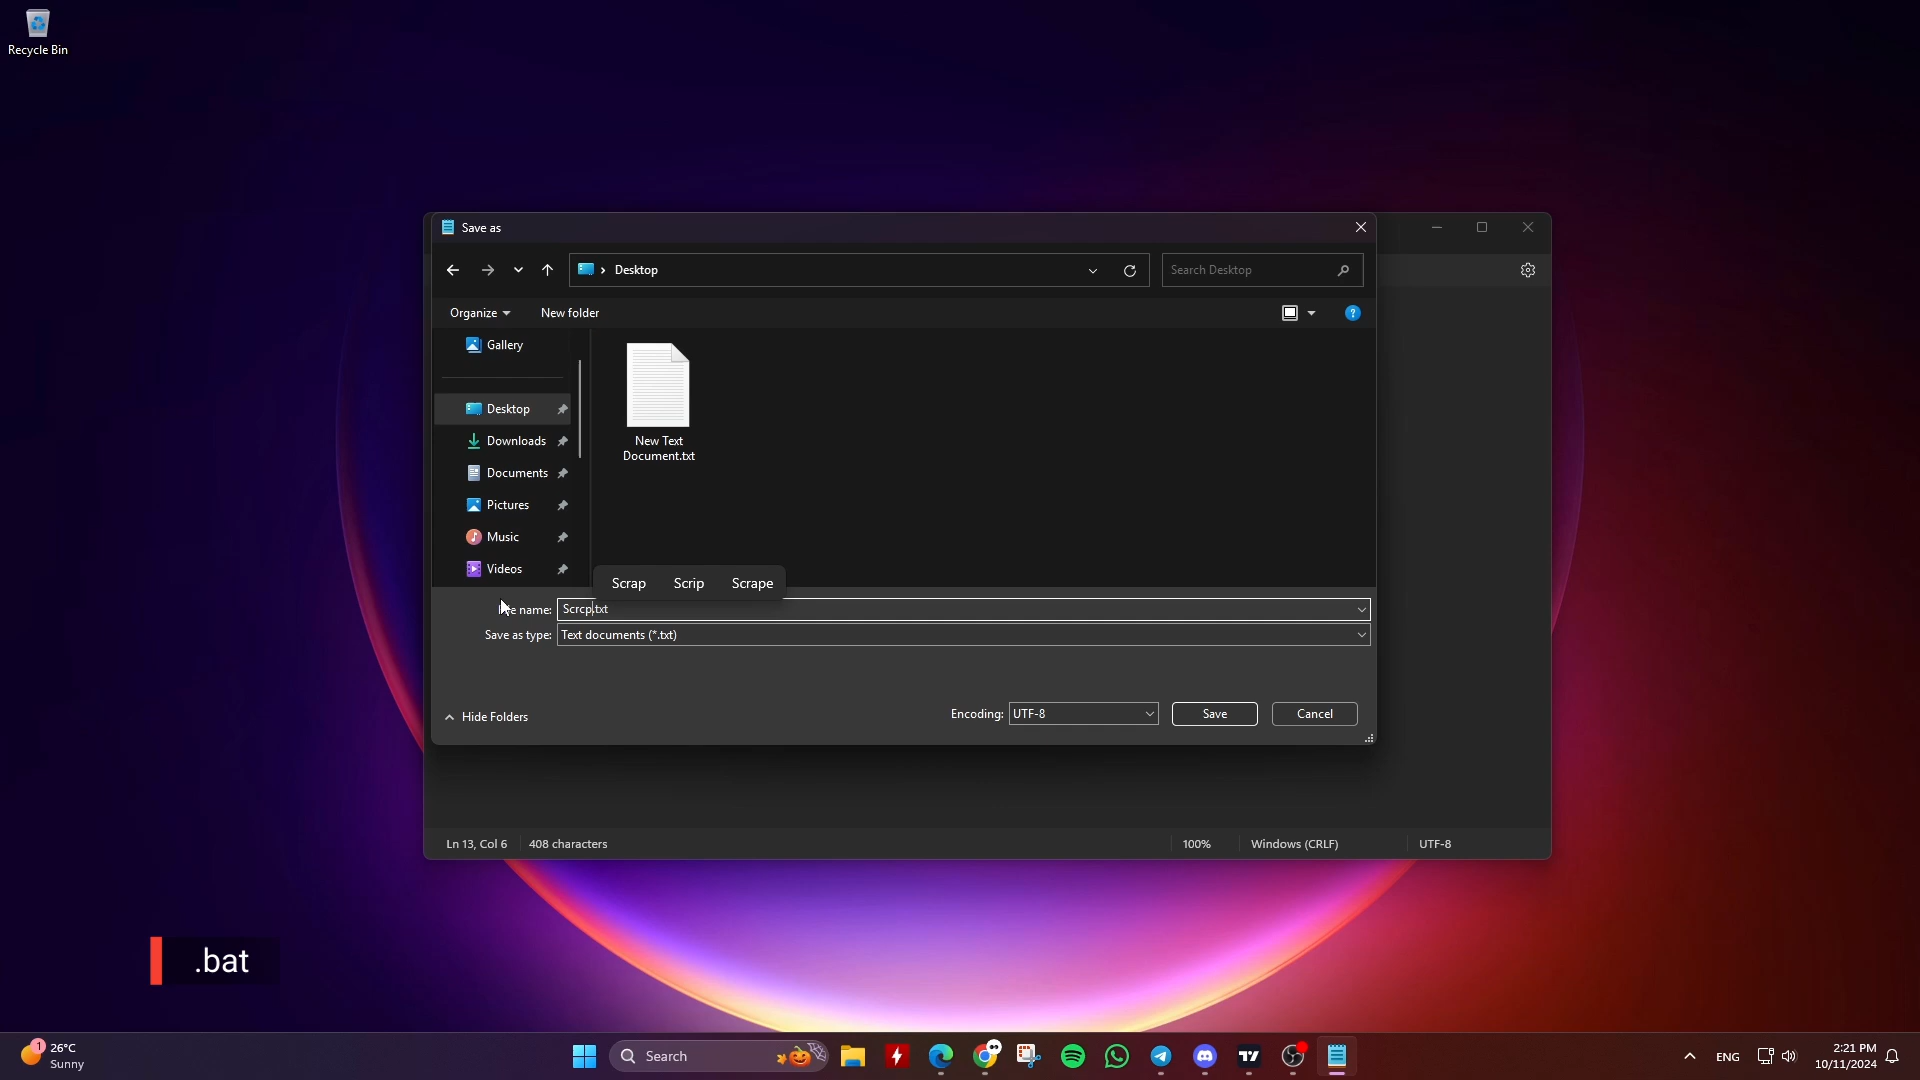 Recycle Bin
Save as
Desktop
Search Desktop
Organize
New folder
?
Gallery
Desktop
Downloads
Documents
Pictures
Music
Videos
New Text
Document.txt
Scrap Scrip Scrape
name: Scrcp.txt
Save as type: Text documents (*.txt)
Hide Folders
Encoding: UTF-8
Save
Cancel
Ln 13, Col 6
408 characters
100%
Windows (CRLF)
UTF-8
.bat
1
26°C
Sunny
Search
ENG
2:21 PM
10/11/2024